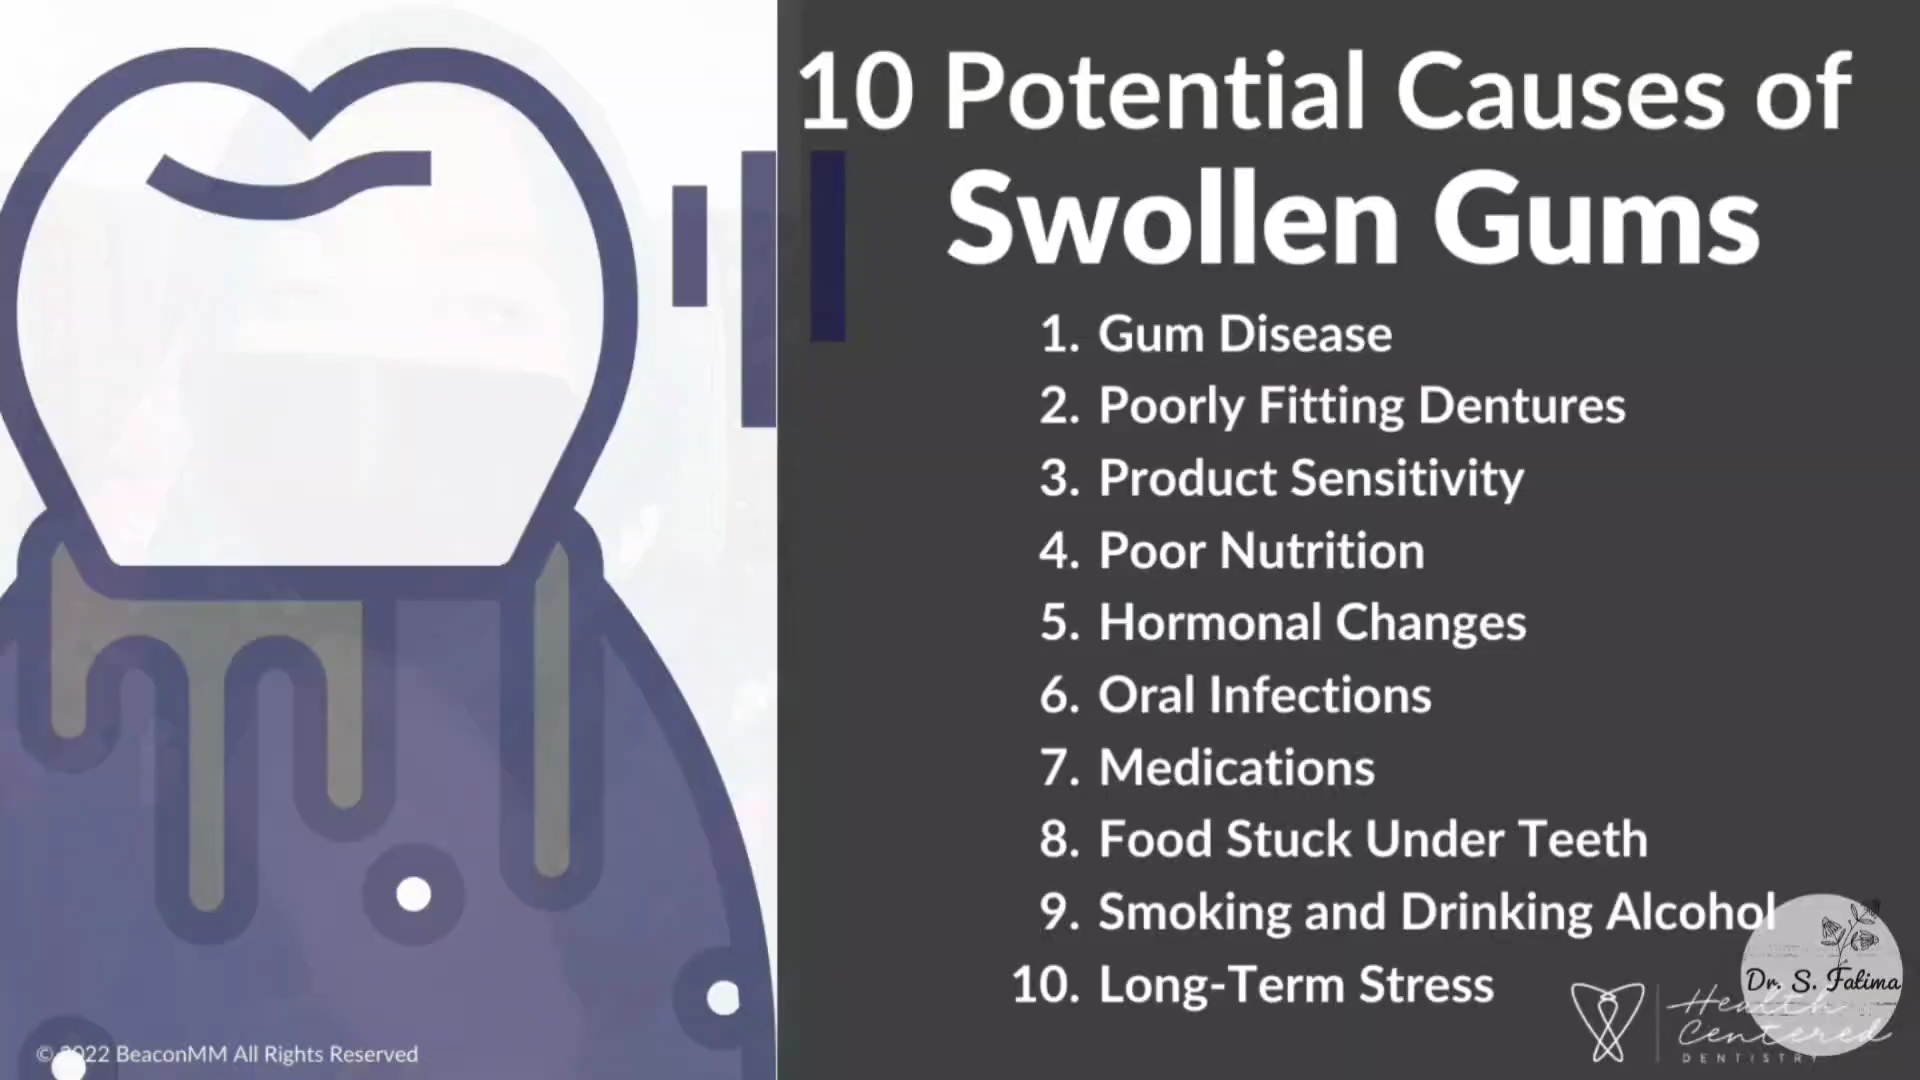 10 Potential Causes of
Swollen Gums
1. Gum Disease
2. Poorly Fitting Dentures
3. Product Sensitivity
4. Poor Nutrition
5. Hormonal Changes
6. Oral Infections
7. Medications
8. Food Stuck Under Teeth
9. Smoking and Drinking Alcohol
10. Long-Term Stress
Dr. S. Fatima
Health
Centered
DENTISTRY
© 2022 BeaconMM All Rights Reserved